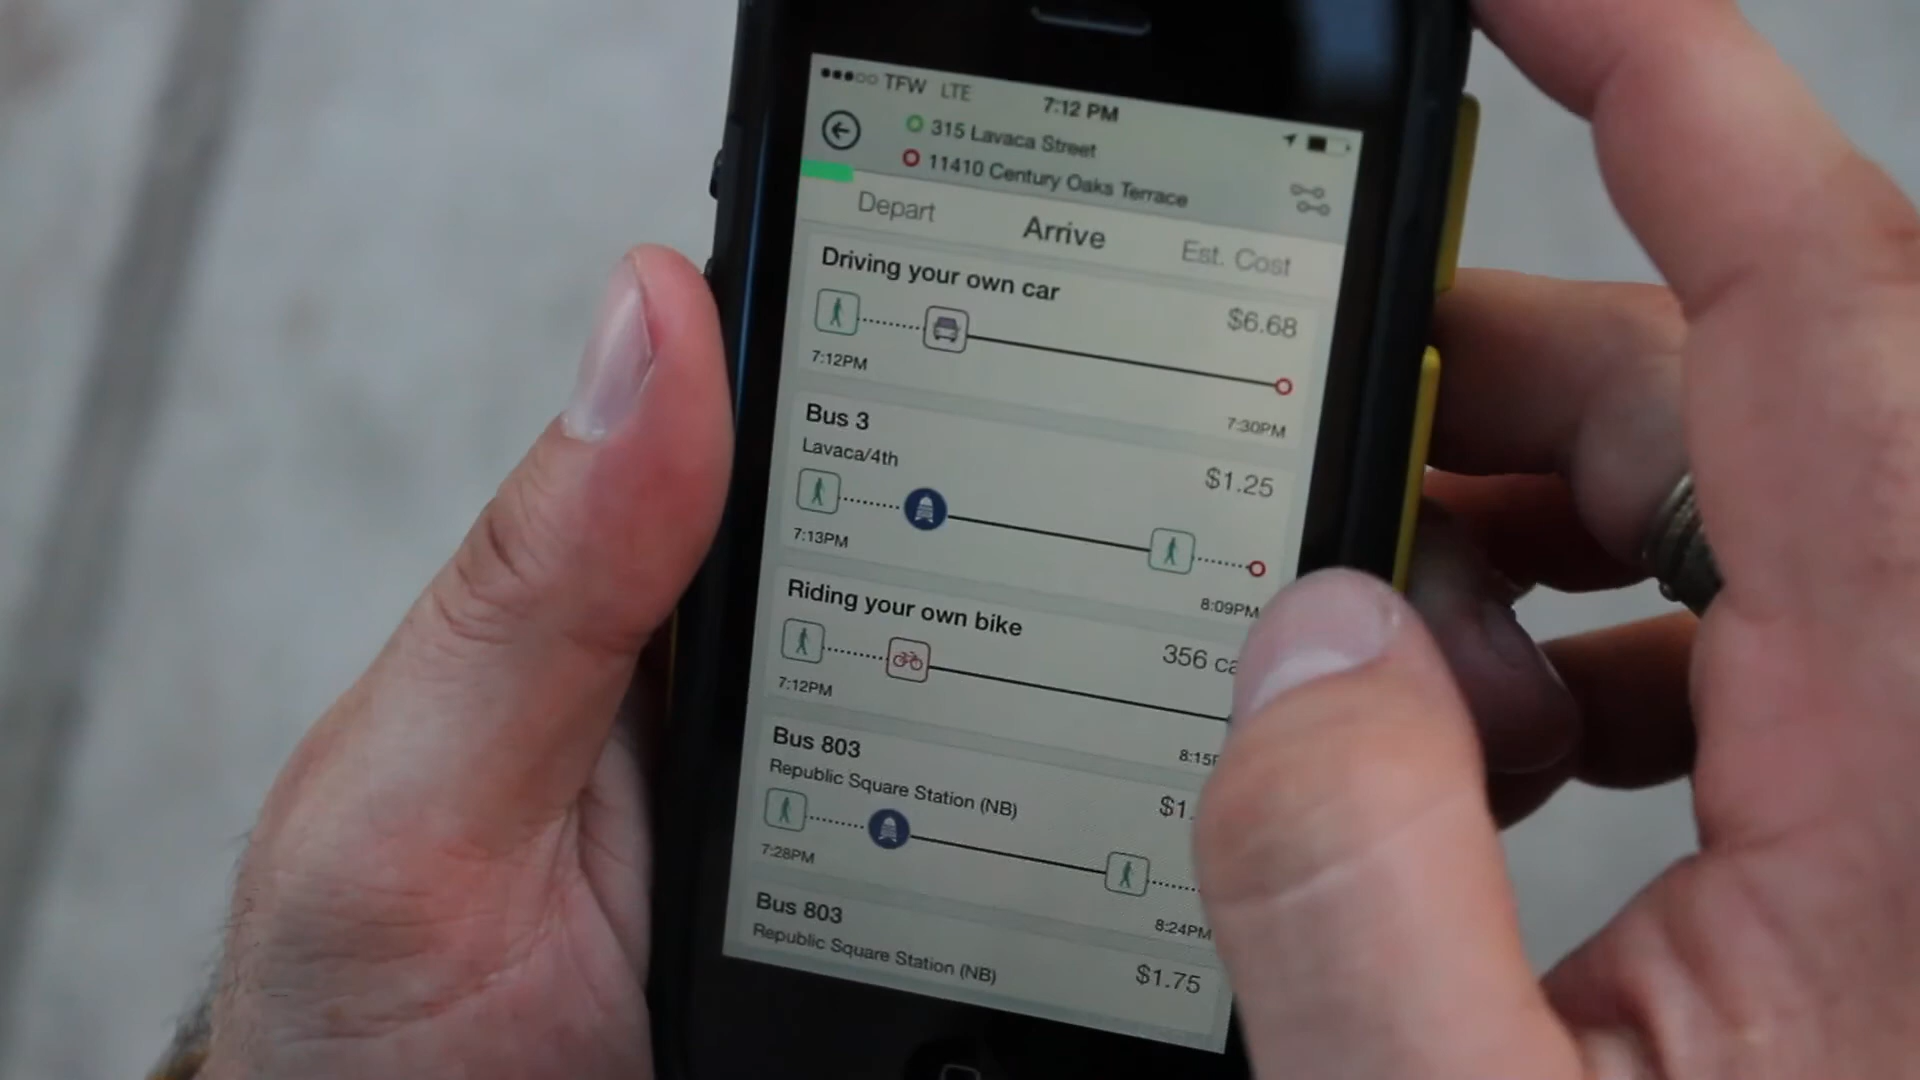 TFW LTE 7:12 PM
315 Lavaca Street
11410 Century Oaks Terrace
Depart Arrive Est. Cost
Driving your own car
$6.68
7:12PM
7:30PM
Bus 3
Lavaca/4th
$1.25
7:13PM
8:09PM
Riding your own bike
356
7:12PM
Bus 803
Republic Square Station (NB)
$1.
7:28PM
8:24PM
Bus 803
Republic Square Station (NB)
$1.75